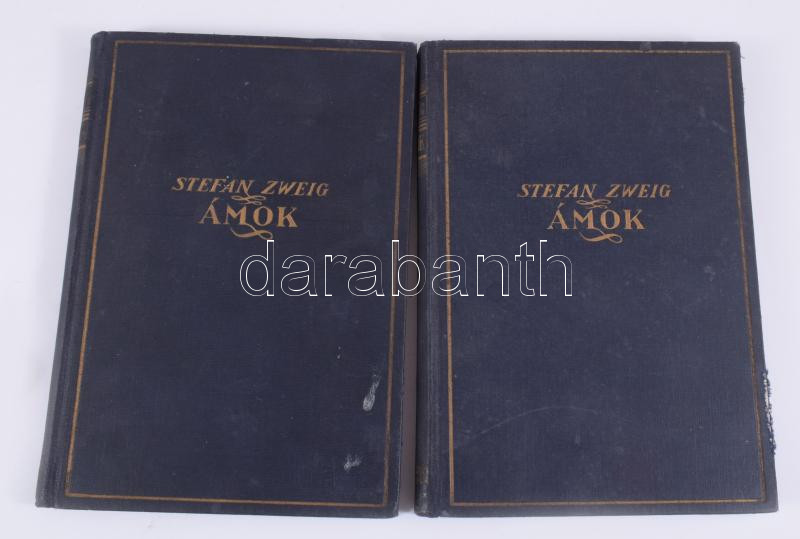 STEFAN ZWEIG
ÁMOK
STEFAN ZWEIG
ÁMOK
darabanth